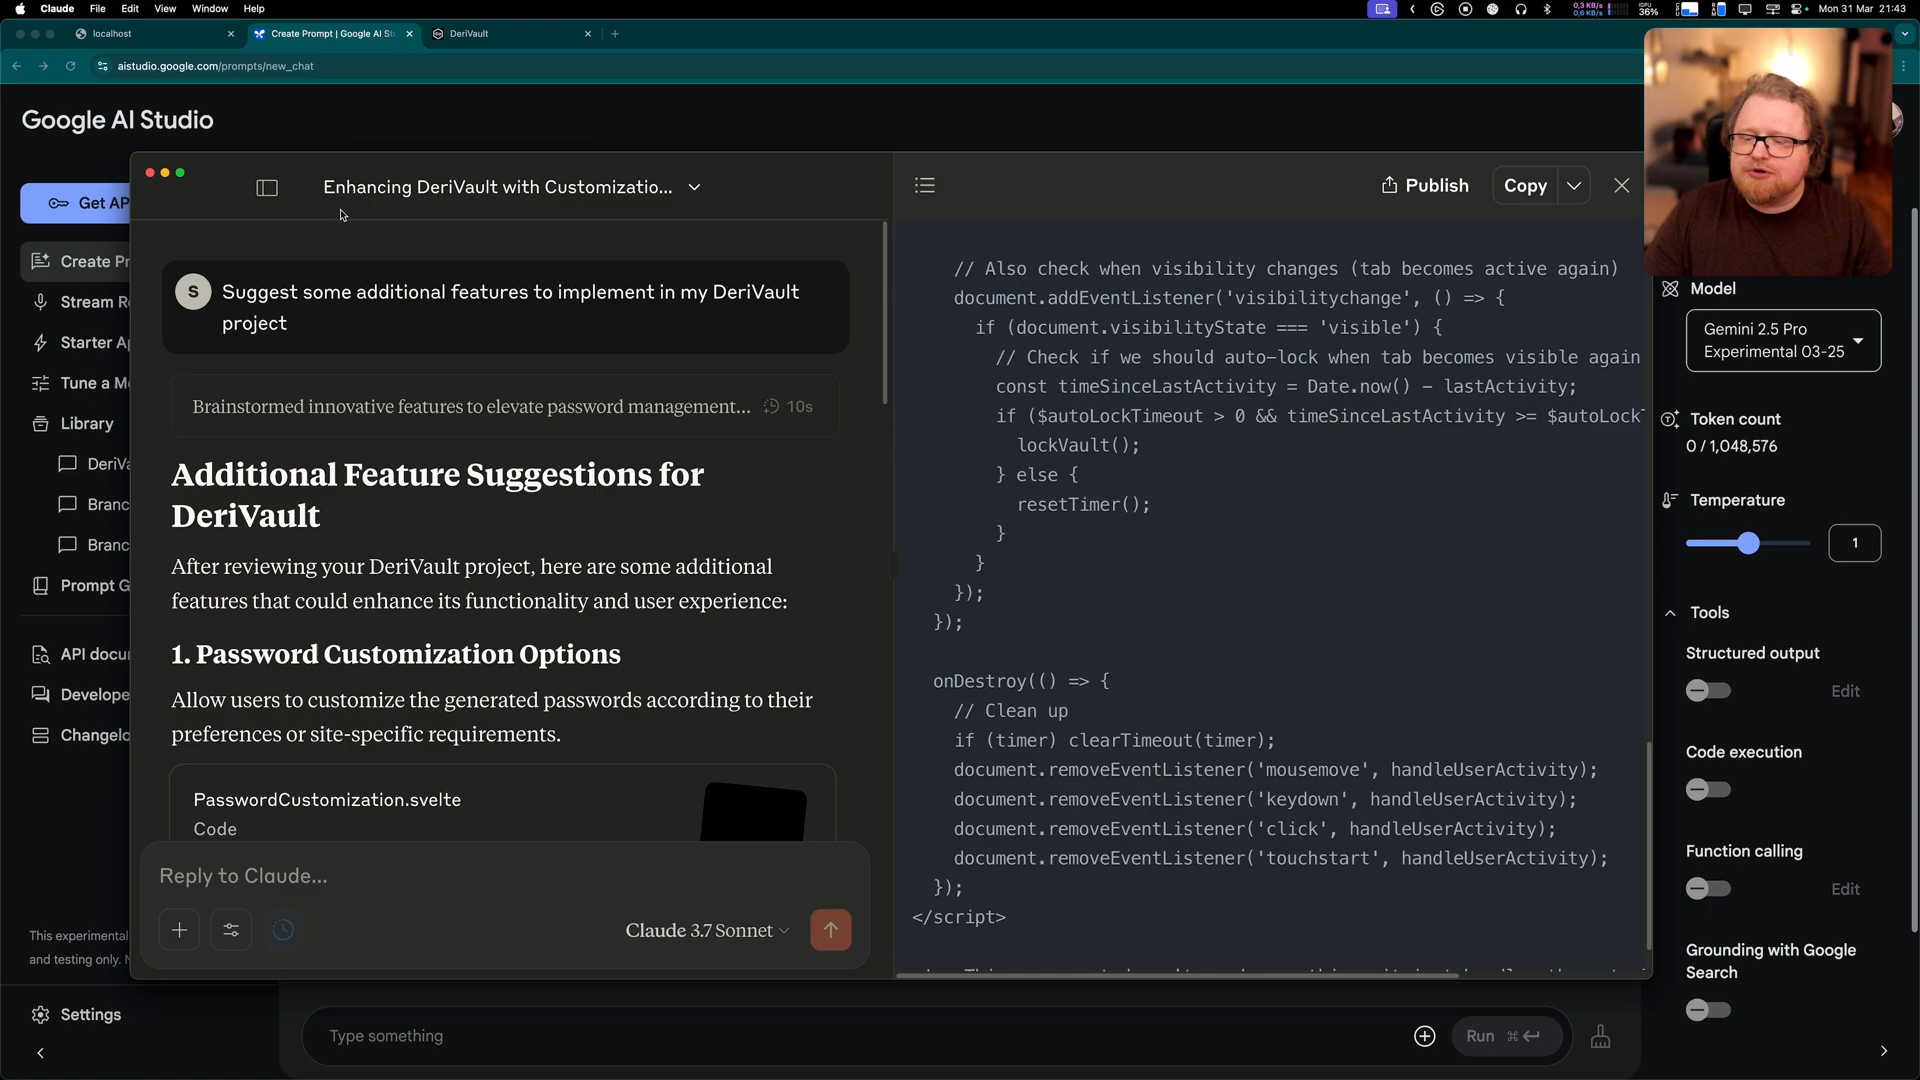 Claude File Edit View Window Help
0,3 KB/s
0,6 KB/s
IGPU
36%
Mon 31 Mar 21:43
localhost
Create Prompt | Google AI St
DeriVault
aistudio.google.com/prompts/new_chat
Google AI Studio
Get AP
Create Pr
Stream R
Starter Ap
Tune a M
Library
DeriVa
Branc
Branc
Prompt G
API docu
Develope
Changelo
This experimental
and testing only. N
Settings
Enhancing DeriVault with Customizatio...
S
Suggest some additional features to implement in my DeriVault
project
Brainstormed innovative features to elevate password management... 10s
Additional Feature Suggestions for
DeriVault
After reviewing your DeriVault project, here are some additional
features that could enhance its functionality and user experience:
1. Password Customization Options
Allow users to customize the generated passwords according to their
preferences or site-specific requirements.
PasswordCustomization.svelte
Code
Reply to Claude...
Claude 3.7 Sonnet
Publish
Copy
// Also check when visibility changes (tab becomes active again)
document.addEventListener('visibilitychange', () => {
if (document.visibilityState === 'visible') {
// Check if we should auto-lock when tab becomes visible again
const timeSinceLastActivity = Date.now() - lastActivity;
if ($autoLockTimeout > 0 && timeSinceLastActivity >= $autoLock
lockVault();
} else {
resetTimer();
}
}
});
});
onDestroy(() => {
// Clean up
if (timer) clearTimeout(timer);
document.removeEventListener('mousemove', handleUserActivity);
document.removeEventListener('keydown', handleUserActivity);
document.removeEventListener('click', handleUserActivity);
document.removeEventListener('touchstart', handleUserActivity);
});
</script>
Type something
Run ⌘
Model
Gemini 2.5 Pro
Experimental 03-25
Token count
0 / 1,048,576
Temperature
1
Tools
Structured output
Edit
Code execution
Function calling
Edit
Grounding with Google
Search